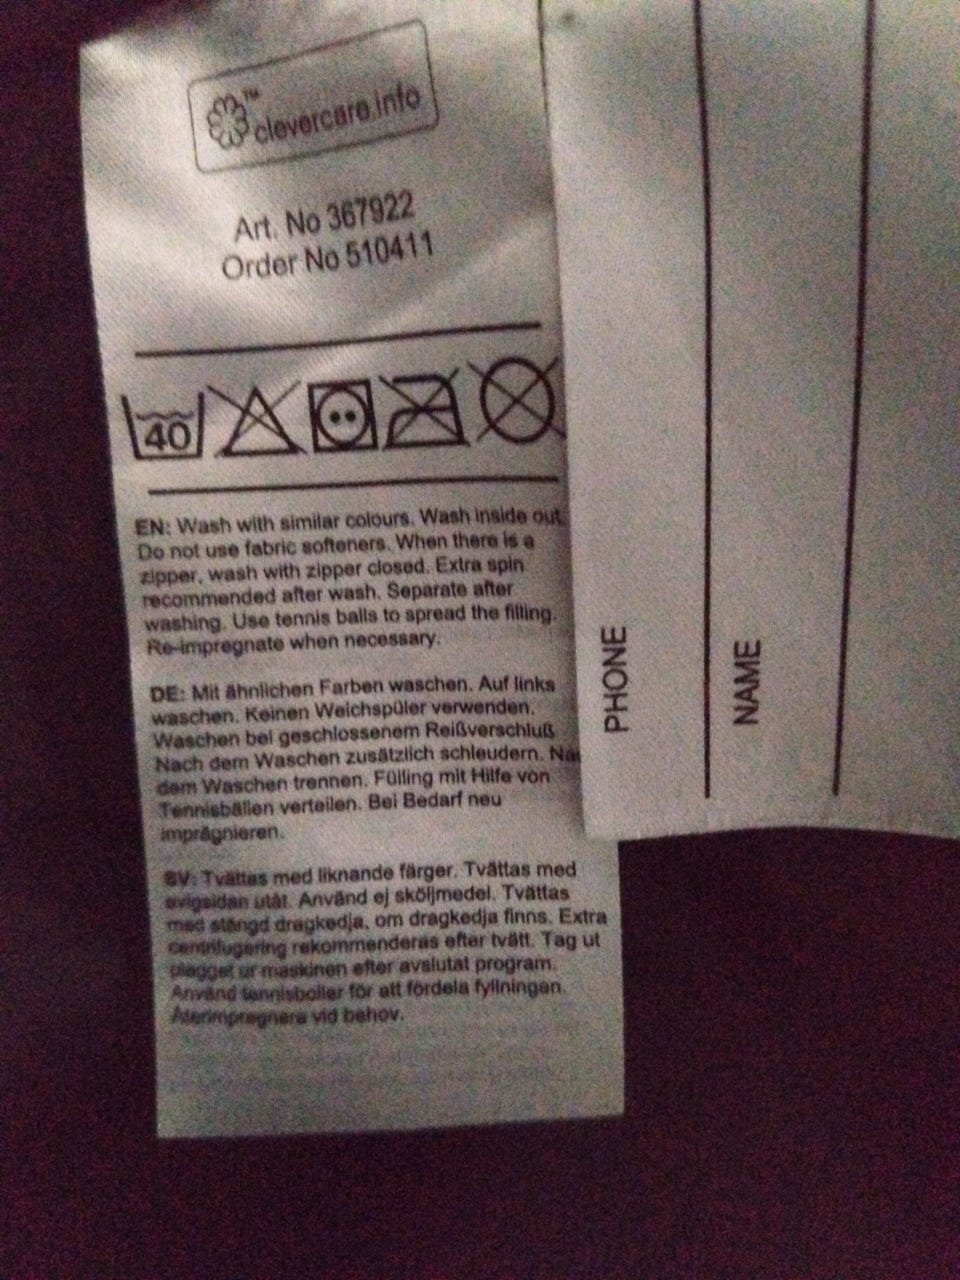 clevercare.info
TM
Art. No 367922
Order No 510411
40
EN: Wash with similar colours. Wash inside out.
Do not use fabric softeners. When there is a
zipper, wash with zipper closed. Extra spin
recommended after wash. Separate after
washing. Use tennis balls to spread the filling.
Re-impregnate when necessary.
DE: Mit ähnlichen Farben waschen. Auf links
waschen. Keinen Weichspüler verwenden.
Waschen bei geschlossenem Reißverschluß
Nach dem Waschen zusätzlich schleudern.
dem Waschen trennen. Fülling mit Hilfe von
Tennisbällen verteilen. Bei Bedarf neu
imprägnieren.
SV: Tvättas med liknande färger. Tvättas med
avigsidan utåt. Använd ej sköljmedel. Tvättas
med stängd dragkedja, om dragkedja finns. Extra
centrifugering rekommenderas efter tvätt. Tag ut
plagget ur maskinen efter avslutat program.
Använd tennisbollar för att fördela fyllningen.
Återimpregnera vid behov.
PHONE
NAME